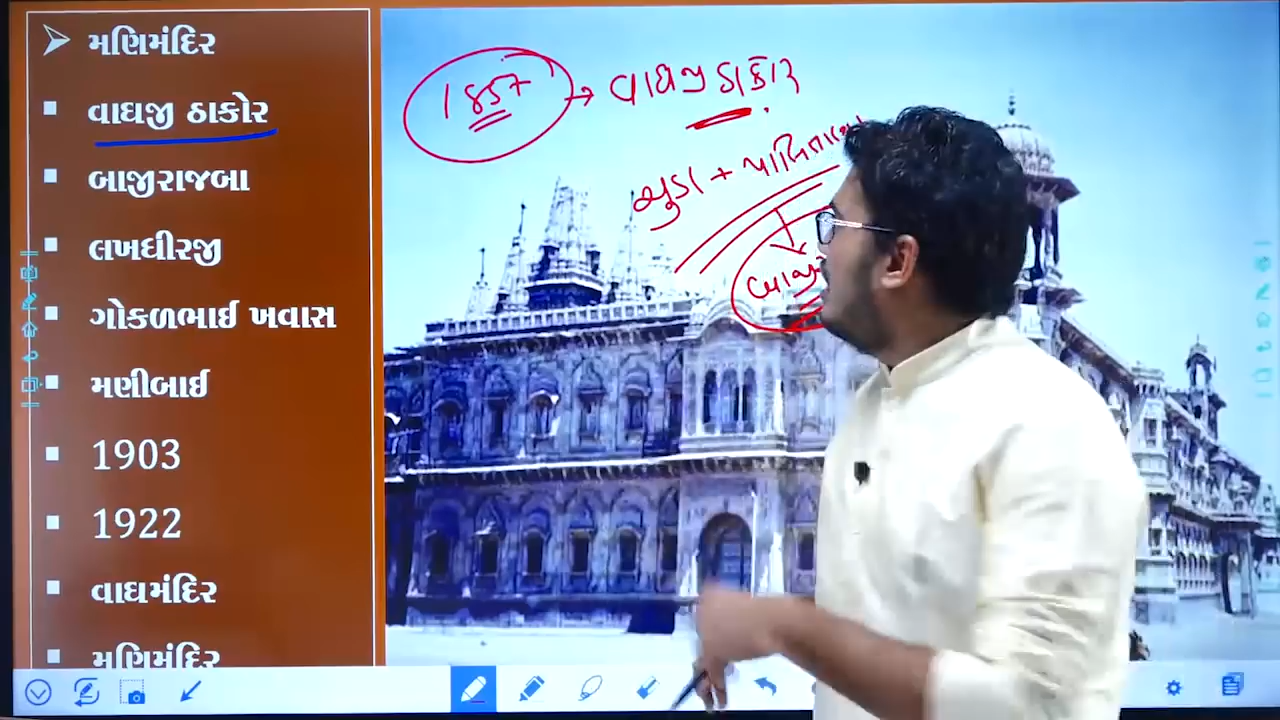 મણિમંદિર
વાઘજી ઠાકોર
બાજીરાજબા
લખધીરજી
ગોકળભાઈ ખવાસ
મણીબાઈ
1903
1922
વાઘમંદિર
મણિમંદિર
1857 → વાઘજી ઠાકોર
ચુડા + પાલિતાણા